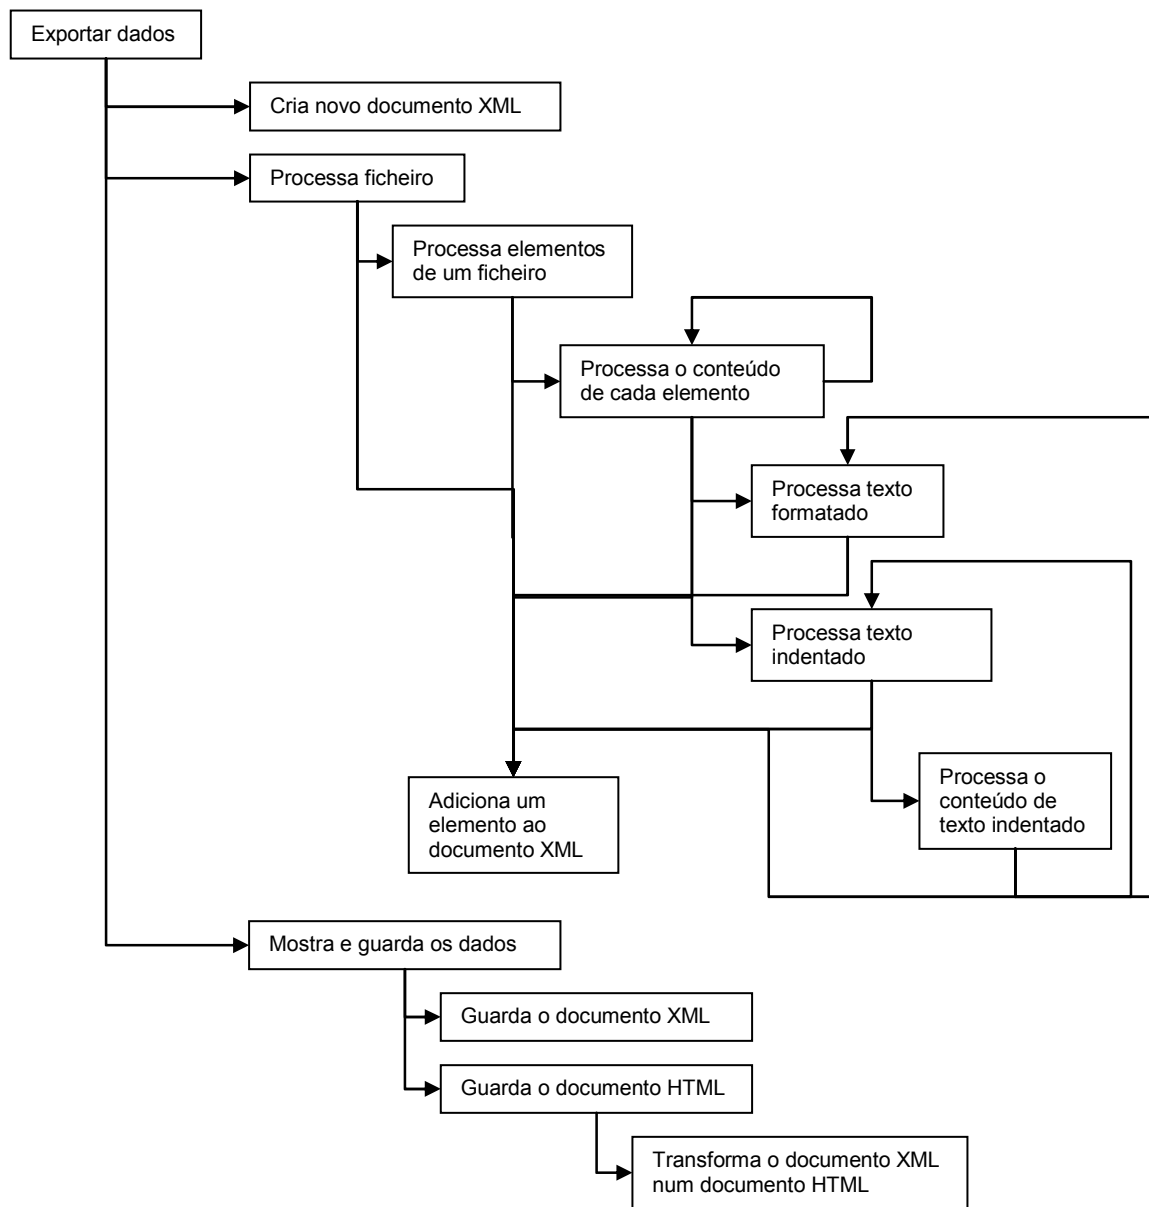 Exportar dados
Cria novo documento XML
Processa ficheiro
Processa elementos
de um ficheiro
Processa o conteúdo
de cada elemento
Processa texto
formatado
Processa texto
indentado
Processa o
conteúdo de
texto indentado
Adiciona um
elemento ao
documento XML
Mostra e guarda os dados
Guarda o documento XML
Guarda o documento HTML
Transforma o documento XML
num documento HTML